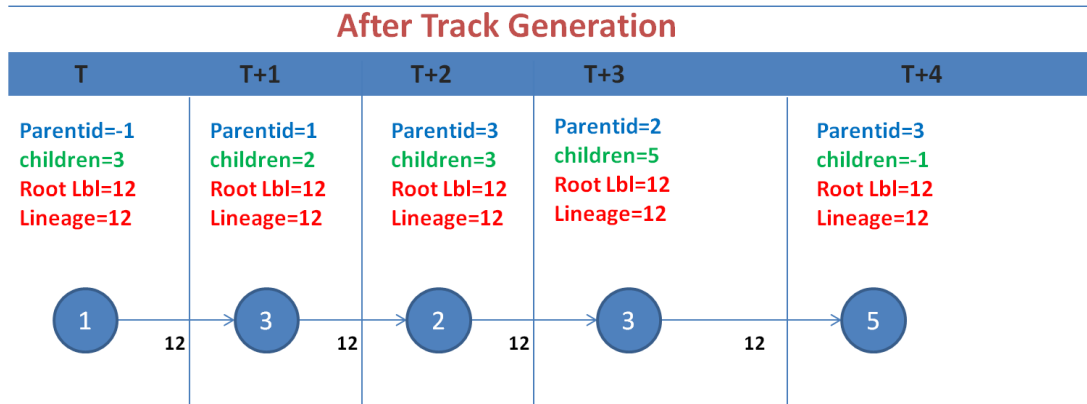 After Track Generation
T T+1 T+2 T+3 T+4
Parentid=-1
children=3
Root Lbl=12
Lineage=12
Parentid=1
children=2
Root Lbl=12
Lineage=12
Parentid=3
children=3
Root Lbl=12
Lineage=12
Parentid=2
children=5
Root Lbl=12
Lineage=12
Parentid=3
children=-1
Root Lbl=12
Lineage=12
1 3 2 3 5
12 12 12 12